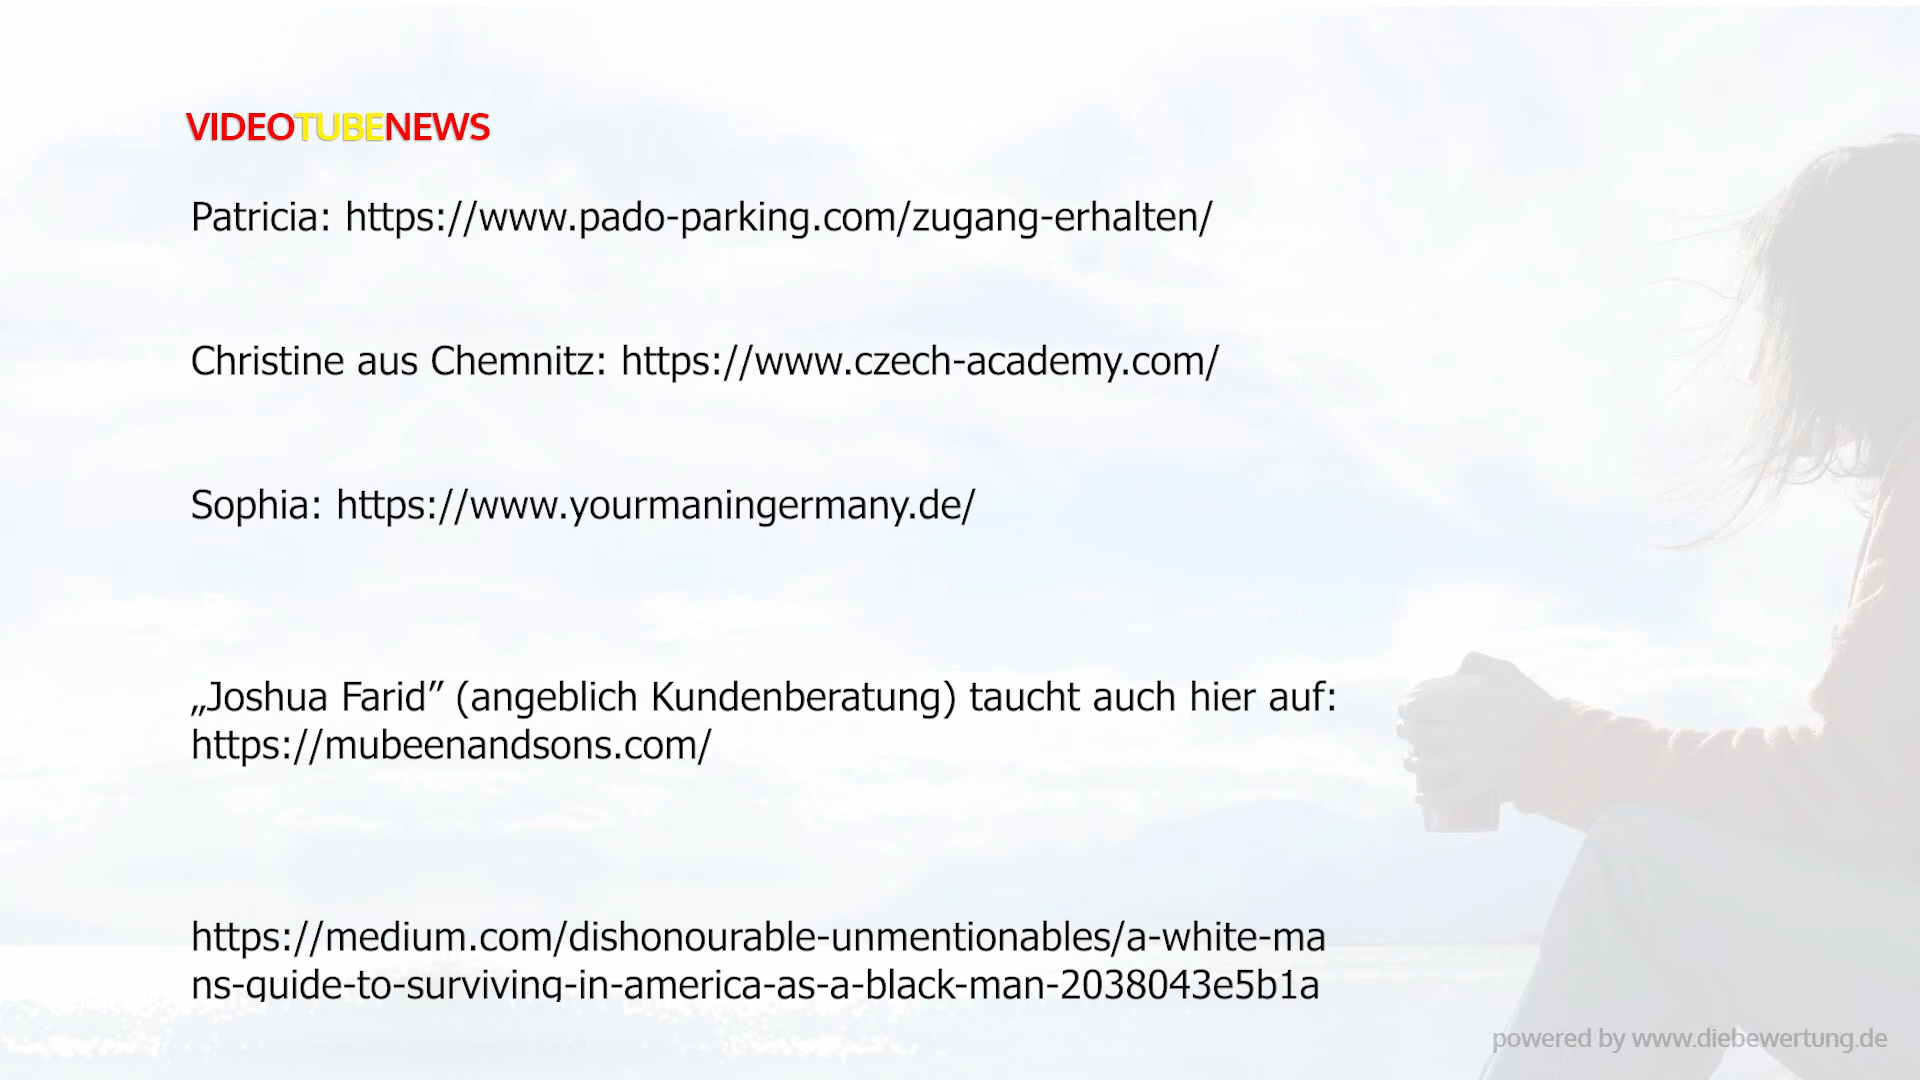 VIDEOTUBENEWS
Patricia: https://www.pado-parking.com/zugang-erhalten/
Christine aus Chemnitz: https://www.czech-academy.com/
Sophia: https://www.yourmaningermany.de/
„Joshua Farid” (angeblich Kundenberatung) taucht auch hier auf:
https://mubeenandsons.com/
https://medium.com/dishonourable-unmentionables/a-white-ma
ns-guide-to-surviving-in-america-as-a-black-man-2038043e5b1a
powered by www.diebewertung.de